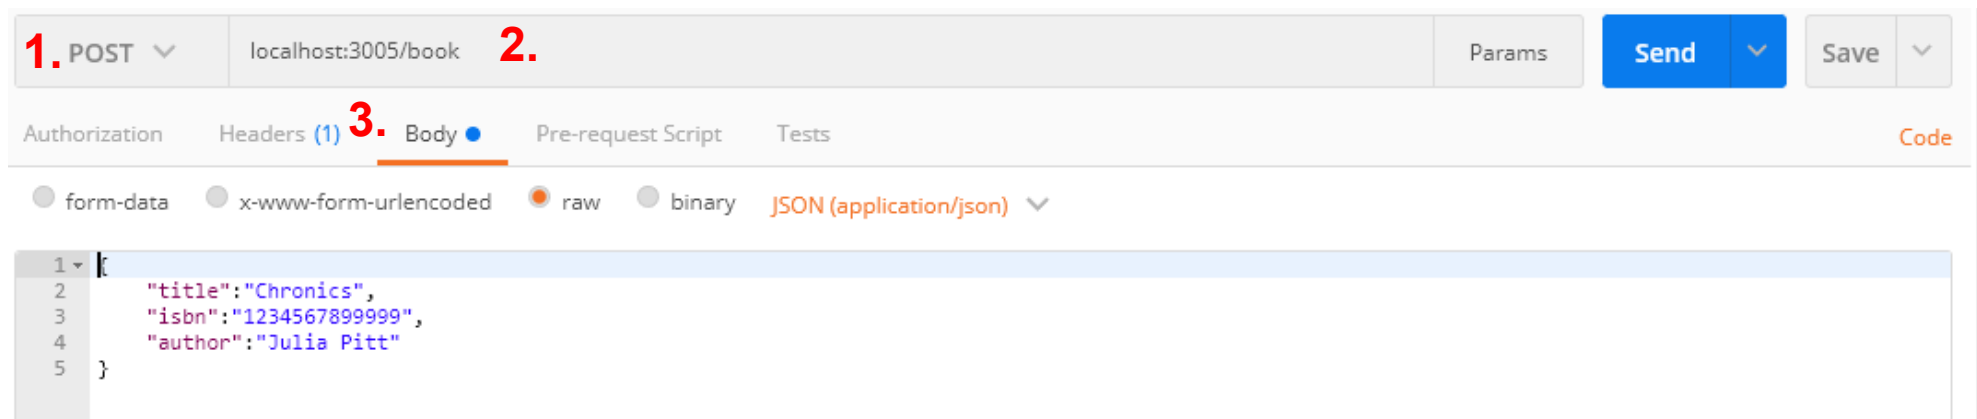 1. POST localhost:3005/book 2. Params Send Save
Authorization Headers (1) 3. Body Pre-request Script Tests Code
form-data x-www-form-urlencoded raw binary JSON (application/json)
1 {
2 "title":"Chronics",
3 "isbn":"1234567899999",
4 "author":"Julia Pitt"
5 }